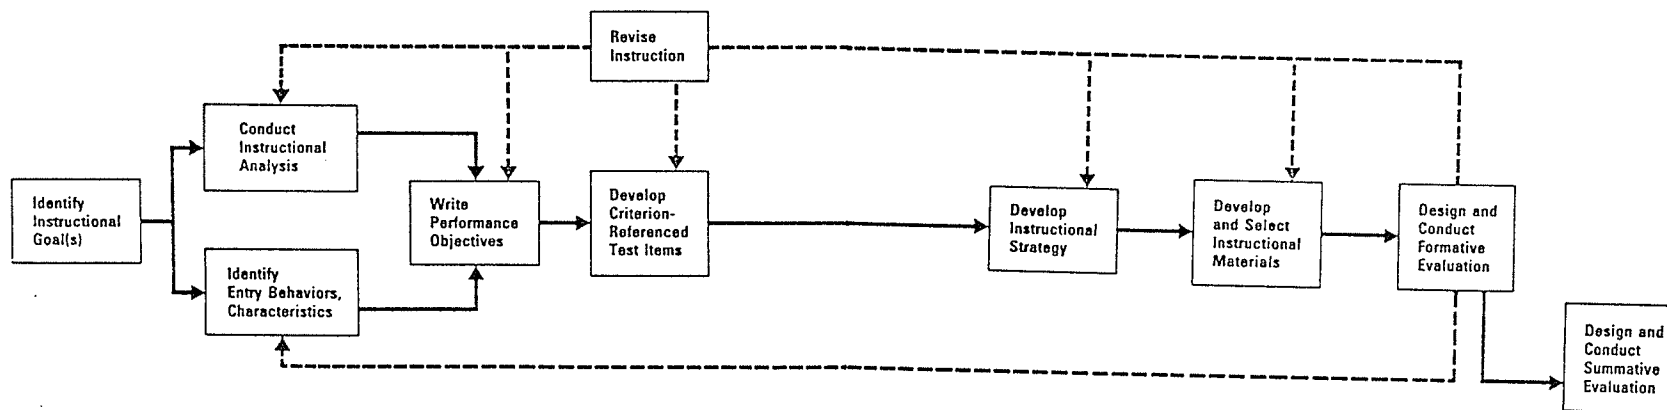 Revise
Instruction
Conduct
Instructional
Analysis
Identify
Instructional
Goal(s)
Identify
Entry Behaviors,
Characteristics
Write
Performance
Objectives
Develop
Criterion-
Referenced
Test Items
Develop
Instructional
Strategy
Develop
and Select
Instructional
Materials
Design and
Conduct
Formative
Evaluation
Design and
Conduct
Summative
Evaluation